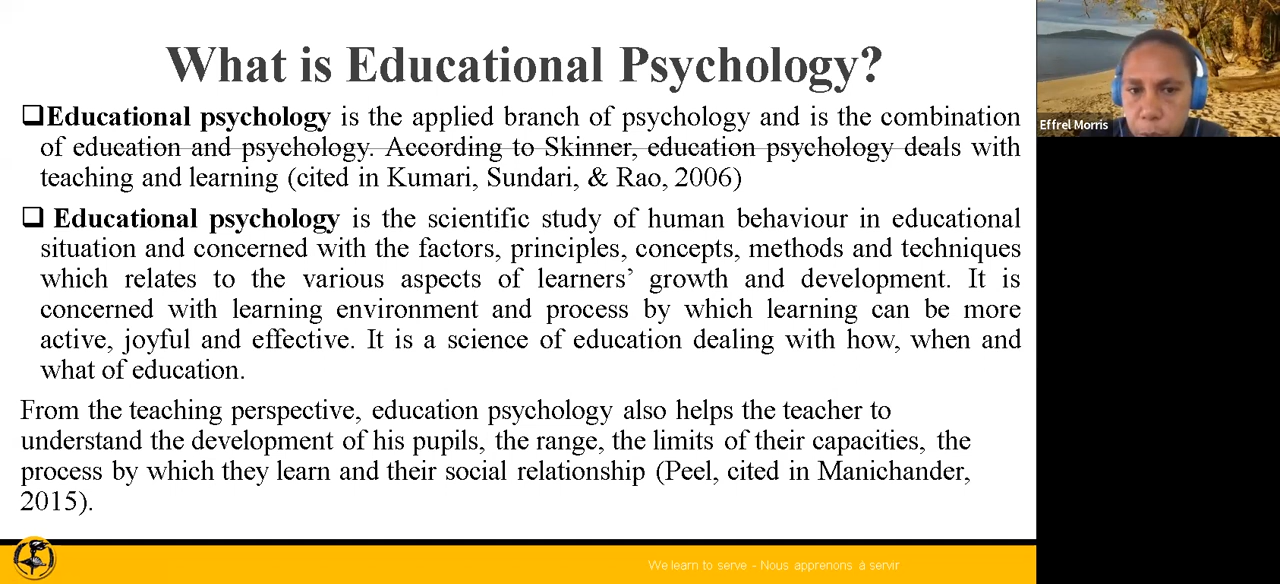 What is Educational Psychology?
❑Educational psychology is the applied branch of psychology and is the combination
of education and psychology. According to Skinner, education psychology deals with
teaching and learning (cited in Kumari, Sundari, & Rao, 2006)
❑ Educational psychology is the scientific study of human behaviour in educational
situation and concerned with the factors, principles, concepts, methods and techniques
which relates to the various aspects of learners’ growth and development. It is
concerned with learning environment and process by which learning can be more
active, joyful and effective. It is a science of education dealing with how, when and
what of education.
From the teaching perspective, education psychology also helps the teacher to
understand the development of his pupils, the range, the limits of their capacities, the
process by which they learn and their social relationship (Peel, cited in Manichander,
2015).
We learn to serve - Nous apprenons à servir
Effrel Morris